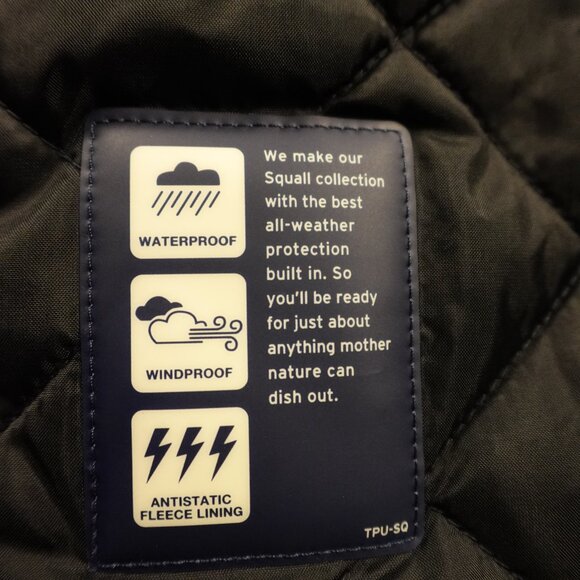 WATERPROOF
WINDPROOF
ANTISTATIC
FLEECE LINING
We make our
Squall collection
with the best
all-weather
protection
built in. So
you'll be ready
for just about
anything mother
nature can
dish out.
TPU-SQ